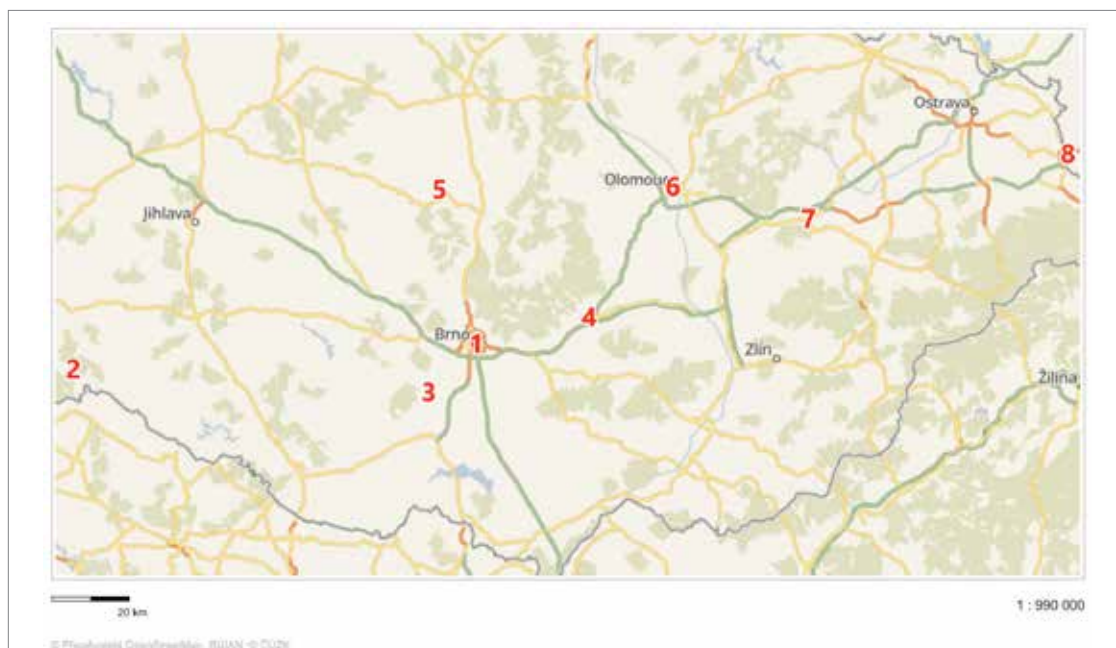 Ostrava
8
5
Olomouc
6
Jihlava
7
4
Brno
1
2
Zlín
3
Žilina
20 km
1 : 990 000